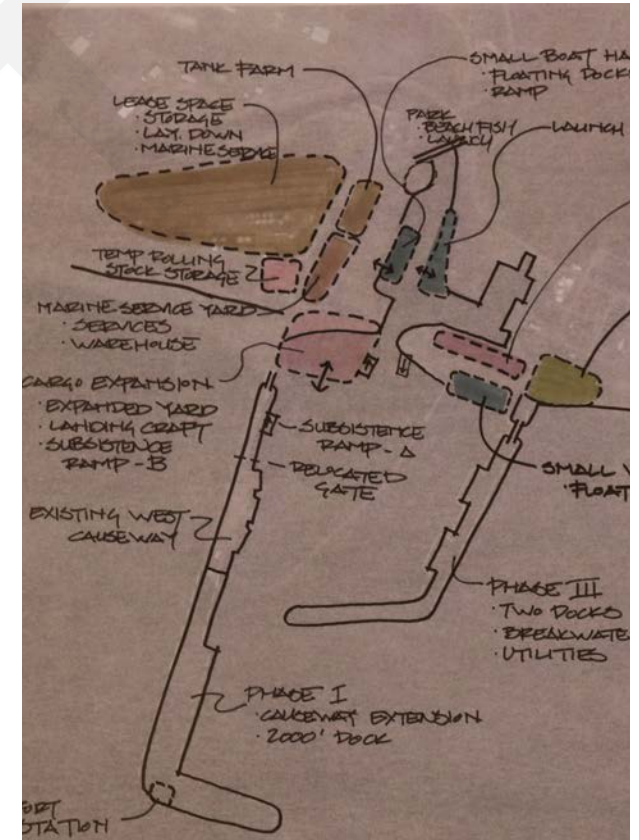 TANK FARM
SMALL BOAT HA
· FLOATING DOCK
· RAMP
LEASE SPACE
· STORAGE
· LAY DOWN
· MARINE SERVICE
PARK
· BEACH FISH
· LAUNCH
LAUNCH
TEMP ROLLING
STOCK STORAGE
MARINE SERVICE YARD
· SERVICES
· WAREHOUSE
CARGO EXPANSION
· EXPANDED YARD
· LANDING CRAFT
· SUBSISTENCE
RAMP - B
SUBSISTENCE
RAMP - A
RELOCATED
GATE
SMALL V
· FLOAT
EXISTING WEST
CAUSEWAY
PHASE III
· TWO DOCKS
· BREAKWATE
· UTILITIES
PHASE I
· CAUSEWAY EXTENSION
· 2000' DOCK
ORT
STATION